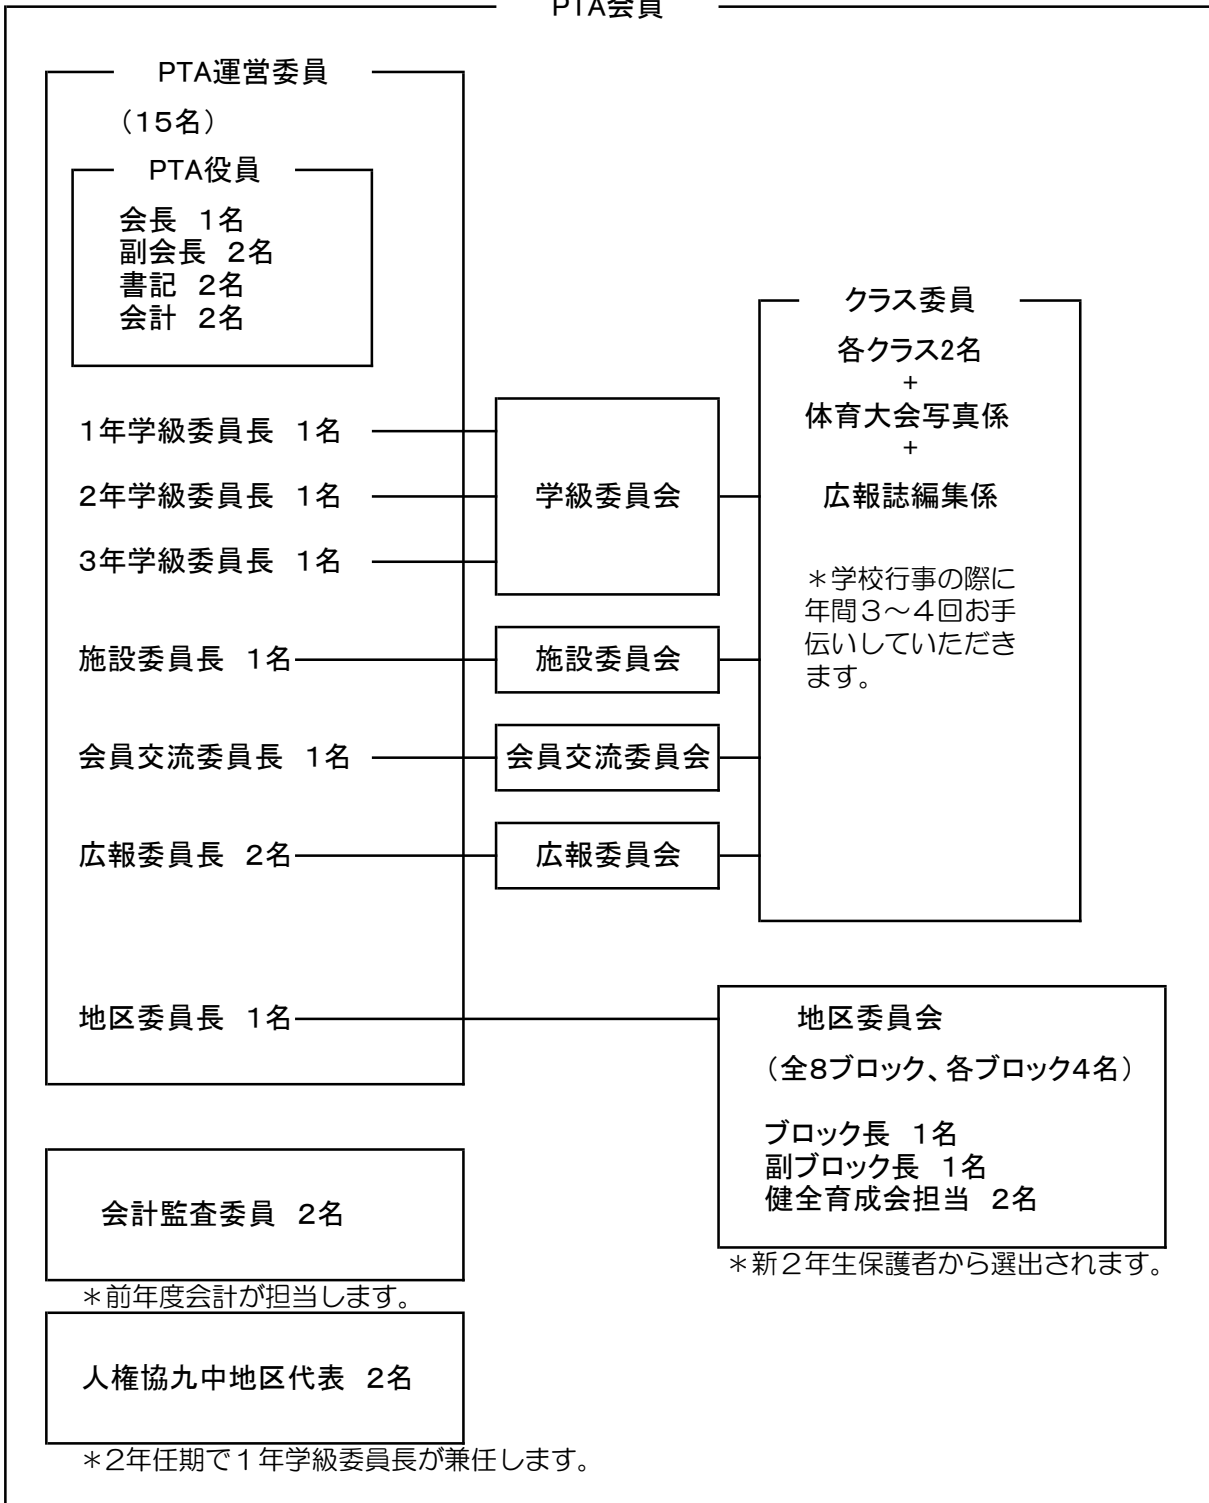 PTA会員
PTA運営委員
（15名）
PTA役員
会長　1名
副会長　2名
書記　2名
会計　2名
1年学級委員長　1名
2年学級委員長　1名
3年学級委員長　1名
学級委員会
施設委員長　1名
施設委員会
会員交流委員長　1名
会員交流委員会
広報委員長　2名
広報委員会
クラス委員
各クラス2名
+
体育大会写真係
+
広報誌編集係
＊学校行事の際に
年間３～４回お手
伝いしていただき
ます。
地区委員長　1名
地区委員会
（全8ブロック、各ブロック4名）
ブロック長　1名
副ブロック長　1名
健全育成会担当　2名
＊新２年生保護者から選出されます。
会計監査委員　2名
＊前年度会計が担当します。
人権協九中地区代表　2名
＊2年任期で１年学級委員長が兼任します。